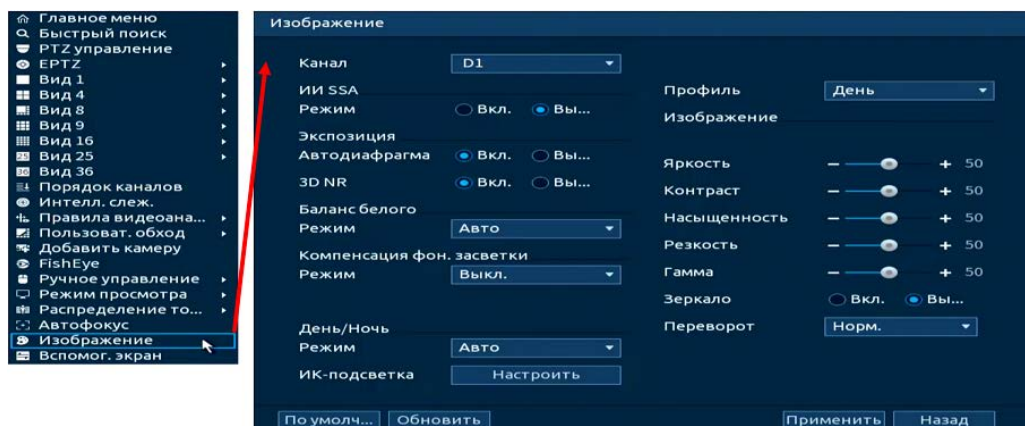 Главное меню
Быстрый поиск
PTZ управление
EPTZ
Вид 1
Вид 4
Вид 8
Вид 9
Вид 16
Вид 25
Вид 36
Порядок каналов
Интелл. слеж.
Правила видеоана...
Пользоват. обход
Добавить камеру
FishEye
Ручное управление
Режим просмотра
Распределение то...
Автофокус
Изображение
Вспомог. экран
Изображение
Канал D1
ИИ SSA
Режим Вкл. Вы...
Экспозиция
Автодиафрагма Вкл. Вы...
3D NR Вкл. Вы...
Баланс белого
Режим Авто
Компенсация фон. засветки
Режим Выкл.
День/Ночь
Режим Авто
ИК-подсветка Настроить
Профиль День
Изображение
Яркость 50
Контраст 50
Насыщенность 50
Резкость 50
Гамма 50
Зеркало Вкл. Вы...
Переворот Норм.
По умолч... Обновить Применить Назад